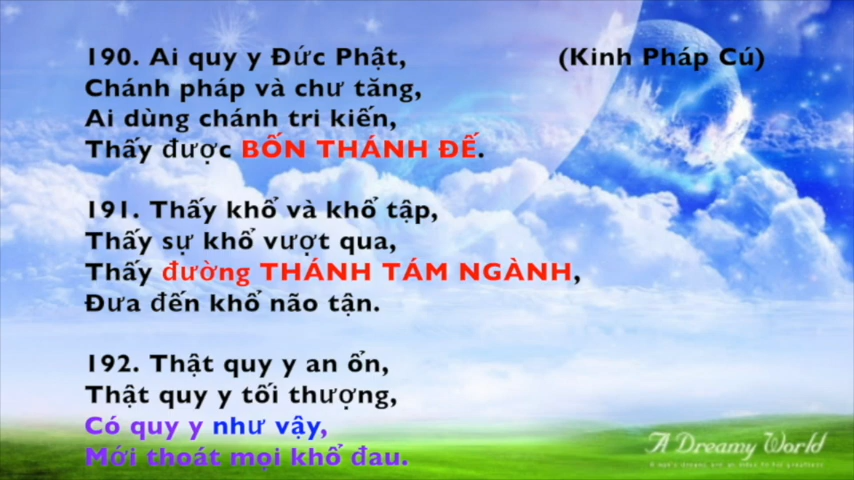 190. Ai quy y Đức Phật, (Kinh Pháp Cú)
Chánh pháp và chư tăng,
Ai dùng chánh tri kiến,
Thấy được BỐN THÁNH ĐẾ.
191. Thấy khổ và khổ tập,
Thấy sự khổ vượt qua,
Thấy đường THÁNH TÁM NGÀNH,
Đưa đến khổ não tận.
192. Thật quy y an ổn,
Thật quy y tối thượng,
Có quy y như vậy,
Mới thoát mọi khổ đau.
A Dreamy World